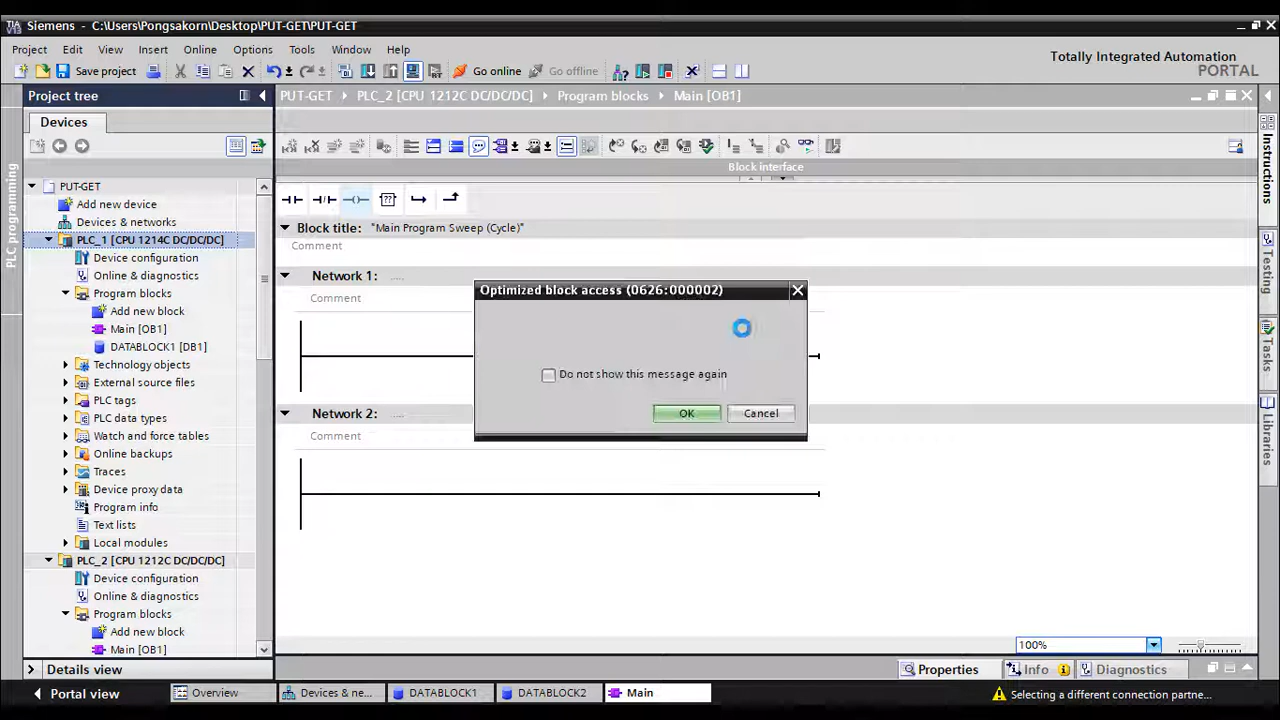 TIA
V13
Siemens - C:\Users\Pongsakorn\Desktop\PUT-GET\PUT-GET
Project Edit View Insert Online Options Tools Window Help
Totally Integrated Automation
PORTAL
Save project
Go online
Go offline
Project tree
PUT-GET
PLC_2 [CPU 1212C DC/DC/DC]
Program blocks
Main [OB1]
Devices
PLC programming
Block interface
PUT-GET
Add new device
Devices & networks
PLC_1 [CPU 1214C DC/DC/DC]
Device configuration
Online & diagnostics
Program blocks
Add new block
Main [OB1]
DATABLOCK1 [DB1]
Technology objects
External source files
PLC tags
PLC data types
Watch and force tables
Online backups
Traces
Device proxy data
Program info
Text lists
Local modules
PLC_2 [CPU 1212C DC/DC/DC]
Device configuration
Online & diagnostics
Program blocks
Add new block
Main [OB1]
??
Block title: "Main Program Sweep (Cycle)"
Comment
Network 1: .....
Comment
Network 2: .....
Comment
Optimized block access (0626:000002)
Do not show this message again
OK
Cancel
100%
Instructions
Testing
Tasks
Libraries
Details view
Properties
Info
Diagnostics
Portal view
Overview
Devices & ne...
DATABLOCK1
DATABLOCK2
Main
Selecting a different connection partne...